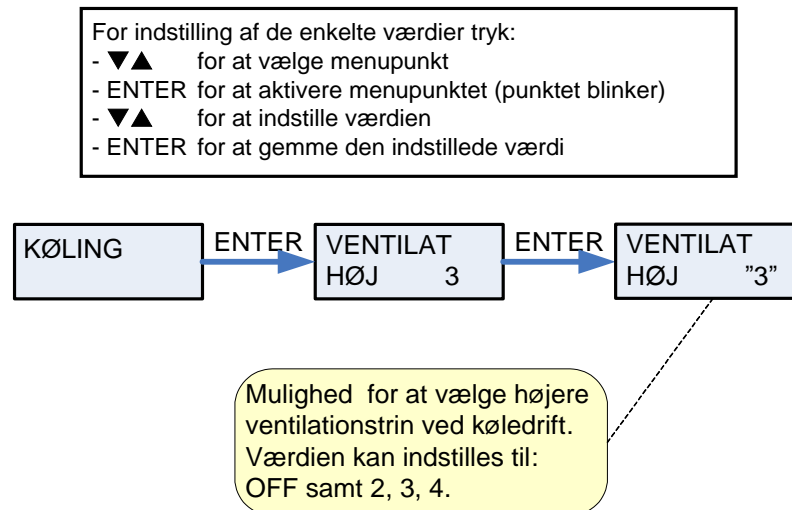 For indstilling af de enkelte værdier tryk:
- ▼▲ for at vælge menupunkt
- ENTER for at aktivere menupunktet (punktet blinker)
- ▼▲ for at indstille værdien
- ENTER for at gemme den indstillede værdi
KØLING
ENTER
VENTILAT
HØJ 3
ENTER
VENTILAT
HØJ ”3”
Mulighed for at vælge højere
ventilationstrin ved køledrift.
Værdien kan indstilles til:
OFF samt 2, 3, 4.